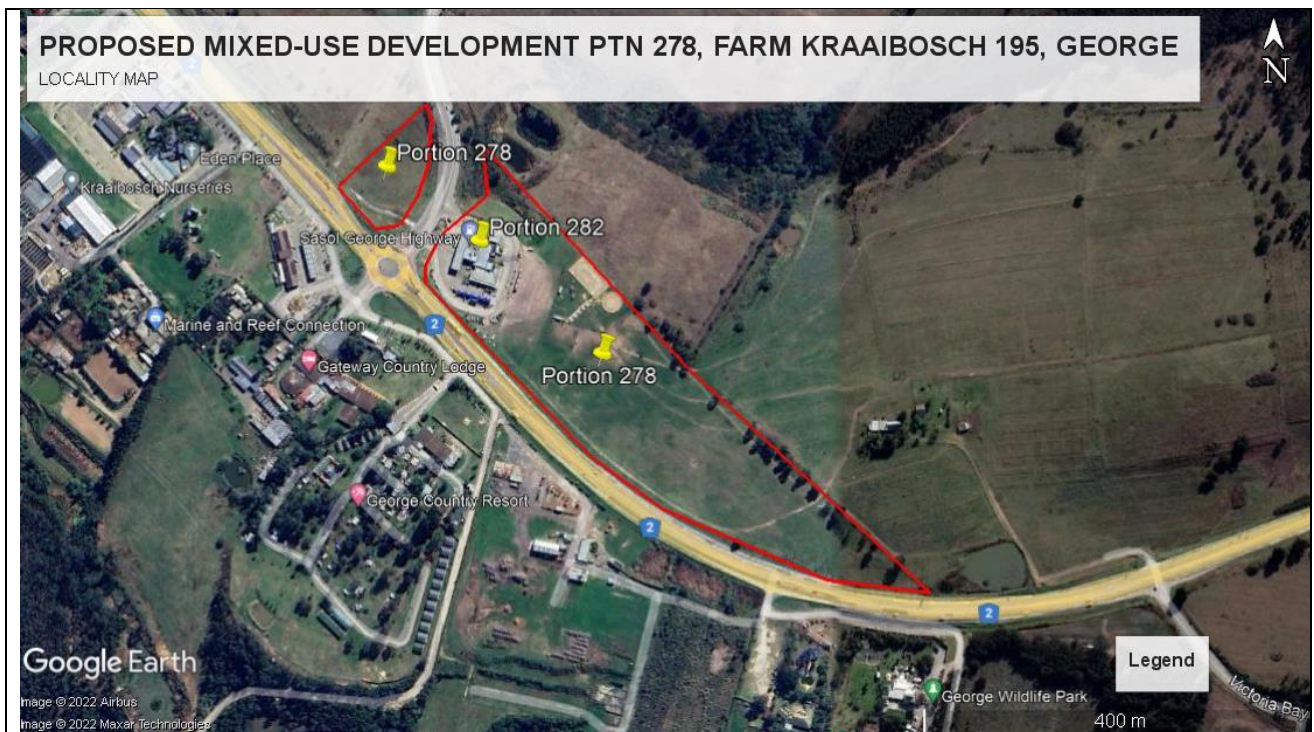 PROPOSED MIXED-USE DEVELOPMENT PTN 278, FARM KRAAIBOSCH 195, GEORGE
LOCALITY MAP
N
2
Eden Place
Portion 278
Kraaibosch Nurseries
Portion 282
Sasol George Highway
2
Marine and Reef Connection
Gateway Country Lodge
Portion 278
George Country Resort
2
2
Google Earth
Legend
Victoria Bay
George Wildlife Park
Image © 2022 Airbus
Image © 2022 Maxar Technologies
400 m